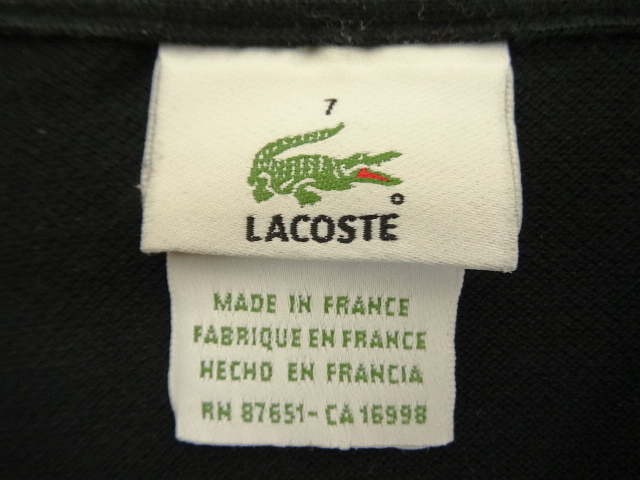 7
LACOSTE
MADE IN FRANCE
FABRIQUE EN FRANCE
HECHO EN FRANCIA
RN 87651 - CA 16998